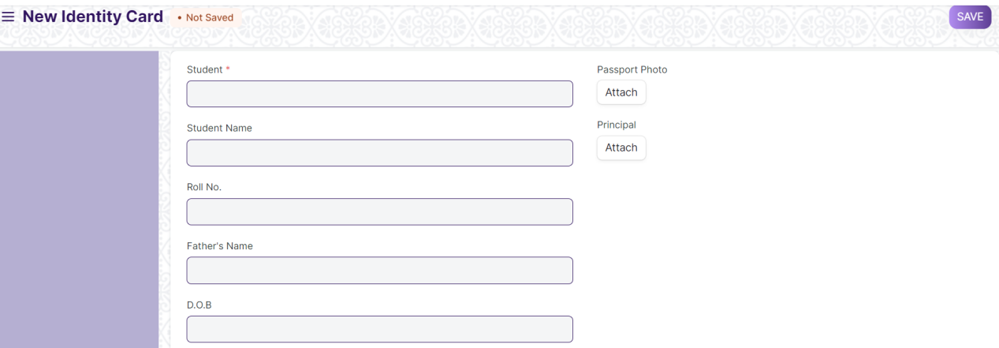 New Identity Card
• Not Saved
SAVE
Student *
Student Name
Roll No.
Father's Name
D.O.B
Passport Photo
Attach
Principal
Attach